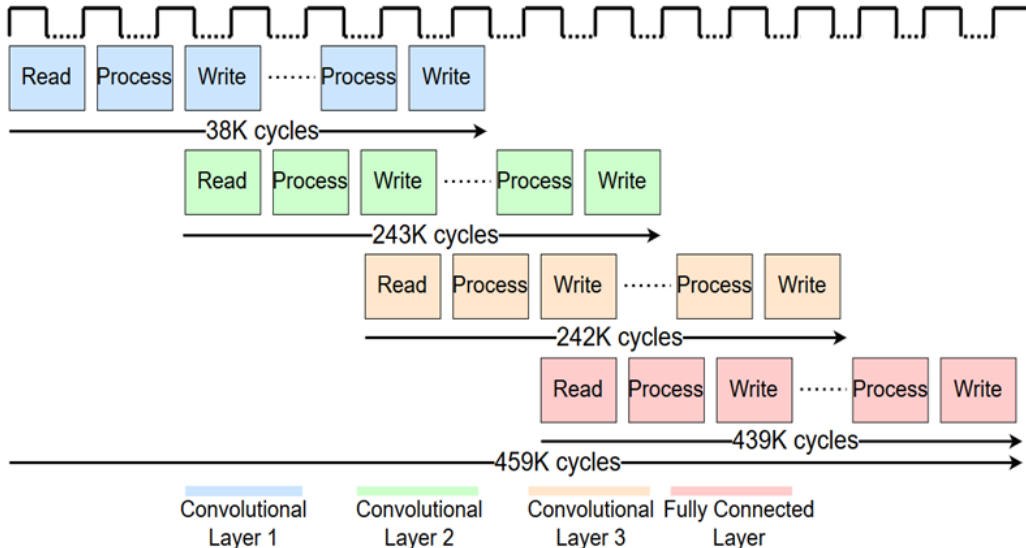 Read Process Write Process Write
38K cycles
Read Process Write Process Write
243K cycles
Read Process Write Process Write
242K cycles
Read Process Write Process Write
439K cycles
459K cycles
Convolutional Layer 1
Convolutional Layer 2
Convolutional Layer 3
Fully Connected Layer